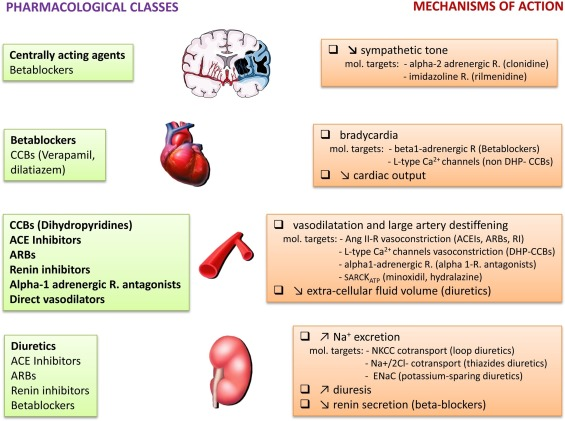 PHARMACOLOGICAL CLASSES
MECHANISMS OF ACTION
Centrally acting agents
Betablockers
❑ ↘ sympathetic tone
mol. targets: - alpha-2 adrenergic R. (clonidine)
- imidazoline R. (rilmenidine)
Betablockers
CCBs (Verapamil,
dilatiazem)
❑ bradycardia
mol. targets: - beta1-adrenergic R (Betablockers)
- L-type Ca²⁺ channels (non DHP- CCBs)
❑ ↘ cardiac output
CCBs (Dihydropyridines)
ACE Inhibitors
ARBs
Renin inhibitors
Alpha-1 adrenergic R. antagonists
Direct vasodilators
❑ vasodilatation and large artery destiffening
mol. targets: - Ang II-R vasoconstriction (ACEIs, ARBs, RI)
- L-type Ca²⁺ channels vasoconstriction (DHP-CCBs)
- alpha1-adrenergic R. (alpha 1-R. antagonists)
- SARCK_ATP (minoxidil, hydralazine)
❑ ↘ extra-cellular fluid volume (diuretics)
Diuretics
ACE Inhibitors
ARBs
Renin inhibitors
Betablockers
❑ ↗ Na⁺ excretion
mol. targets: - NKCC cotransport (loop diuretics)
- Na+/2Cl- cotransport (thiazides diuretics)
- ENaC (potassium-sparing diuretics)
❑ ↗ diuresis
❑ ↘ renin secretion (beta-blockers)